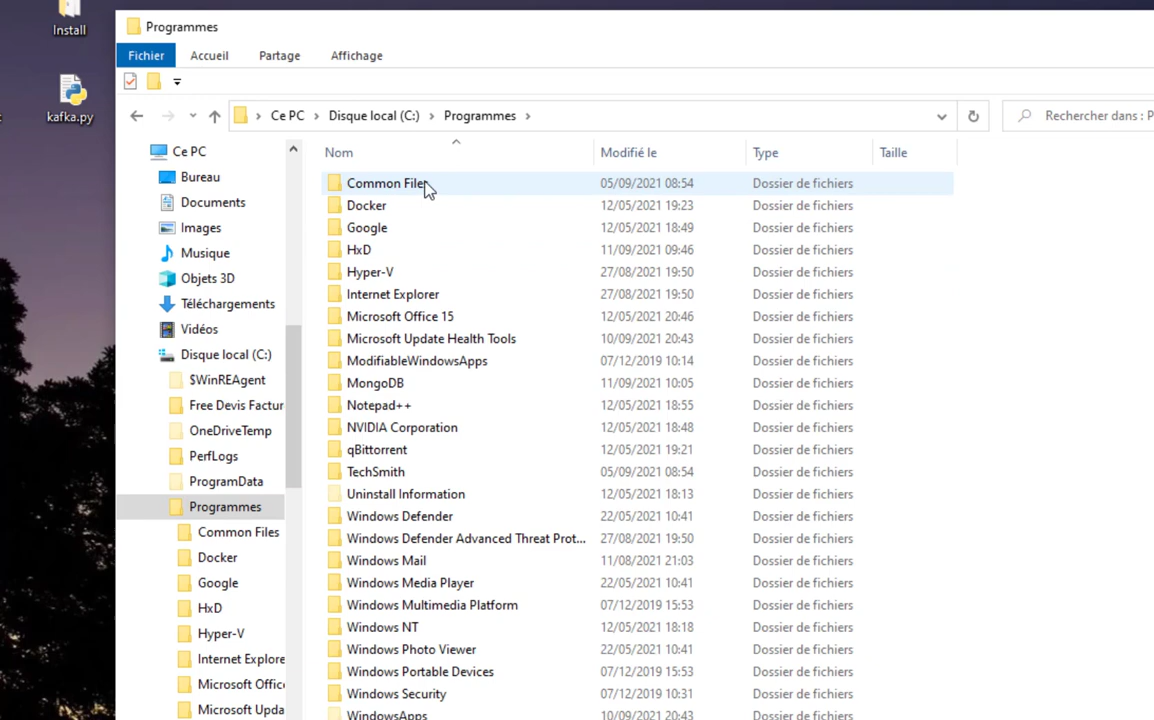 Install
kafka.py
Programmes
Fichier Accueil Partage Affichage
Ce PC > Disque local (C:) > Programmes >
Rechercher dans : P
Nom Modifié le Type Taille
Ce PC
Bureau
Documents
Images
Musique
Objets 3D
Téléchargements
Vidéos
Disque local (C:)
$WinREAgent
Free Devis Factur
OneDriveTemp
PerfLogs
ProgramData
Programmes
Common Files
Docker
Google
HxD
Hyper-V
Internet Explore
Microsoft Offic
Microsoft Upda
Common Files 05/09/2021 08:54 Dossier de fichiers
Docker 12/05/2021 19:23 Dossier de fichiers
Google 12/05/2021 18:49 Dossier de fichiers
HxD 11/09/2021 09:46 Dossier de fichiers
Hyper-V 27/08/2021 19:50 Dossier de fichiers
Internet Explorer 27/08/2021 19:50 Dossier de fichiers
Microsoft Office 15 12/05/2021 20:46 Dossier de fichiers
Microsoft Update Health Tools 10/09/2021 20:43 Dossier de fichiers
ModifiableWindowsApps 07/12/2019 10:14 Dossier de fichiers
MongoDB 11/09/2021 10:05 Dossier de fichiers
Notepad++ 12/05/2021 18:55 Dossier de fichiers
NVIDIA Corporation 12/05/2021 18:48 Dossier de fichiers
qBittorrent 12/05/2021 19:21 Dossier de fichiers
TechSmith 05/09/2021 08:54 Dossier de fichiers
Uninstall Information 12/05/2021 18:13 Dossier de fichiers
Windows Defender 22/05/2021 10:41 Dossier de fichiers
Windows Defender Advanced Threat Prot... 27/08/2021 19:50 Dossier de fichiers
Windows Mail 11/08/2021 21:03 Dossier de fichiers
Windows Media Player 22/05/2021 10:41 Dossier de fichiers
Windows Multimedia Platform 07/12/2019 15:53 Dossier de fichiers
Windows NT 12/05/2021 18:18 Dossier de fichiers
Windows Photo Viewer 22/05/2021 10:41 Dossier de fichiers
Windows Portable Devices 07/12/2019 15:53 Dossier de fichiers
Windows Security 07/12/2019 10:31 Dossier de fichiers
WindowsApps 10/09/2021 20:43 Dossier de fichiers